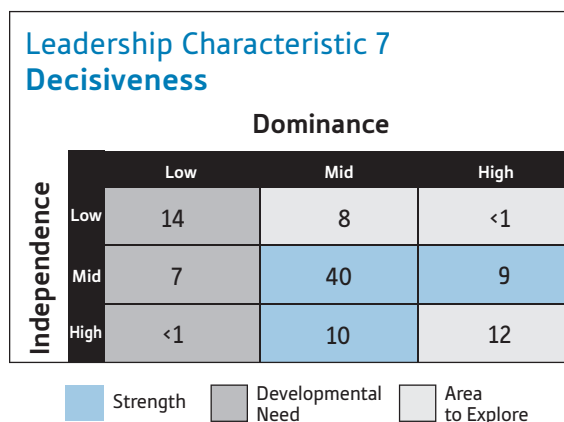 Leadership Characteristic 7
Decisiveness
Dominance
Low Mid High
Independence
Low 14 8 <1
Mid 7 40 9
High <1 10 12
Strength
Developmental
Need
Area
to Explore